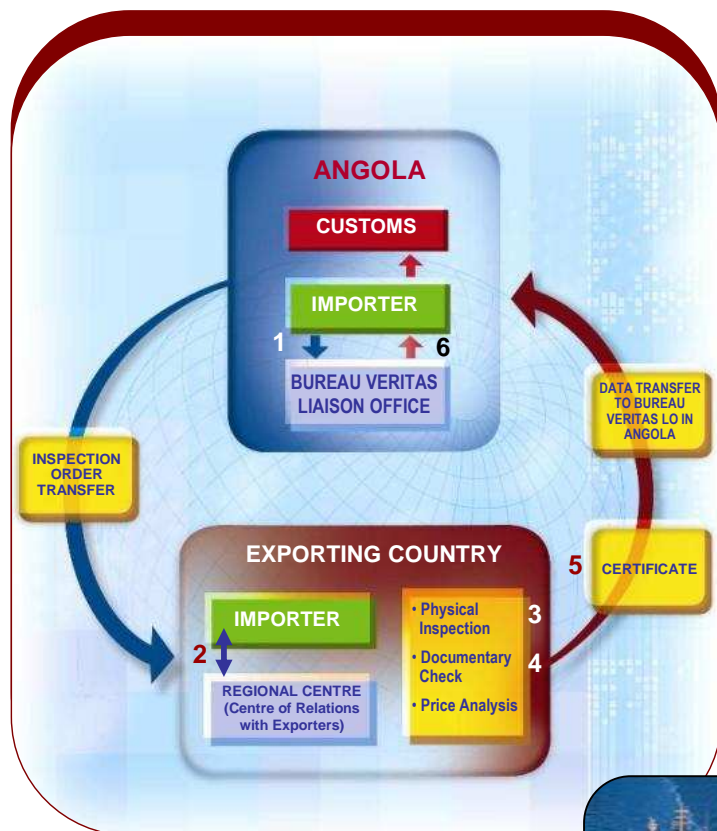 ANGOLA
CUSTOMS
IMPORTER
1
6
BUREAU VERITAS
LIAISON OFFICE
INSPECTION
ORDER
TRANSFER
DATA TRANSFER
TO BUREAU
VERITAS LO IN
ANGOLA
5
CERTIFICATE
EXPORTING COUNTRY
IMPORTER
2
REGIONAL CENTRE
(Centre of Relations
with Exporters)
• Physical
Inspection
3
• Documentary
Check
4
• Price Analysis